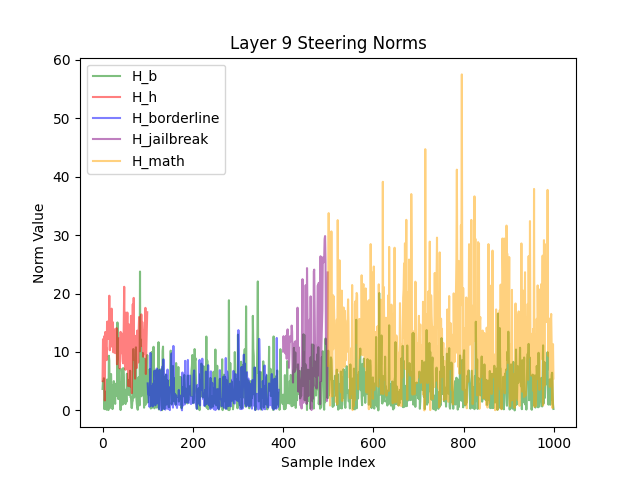 Layer 9 Steering Norms
60
50
40
30
20
10
0
Norm Value
H_b
H_h
H_borderline
H_jailbreak
H_math
0 200 400 600 800 1000
Sample Index